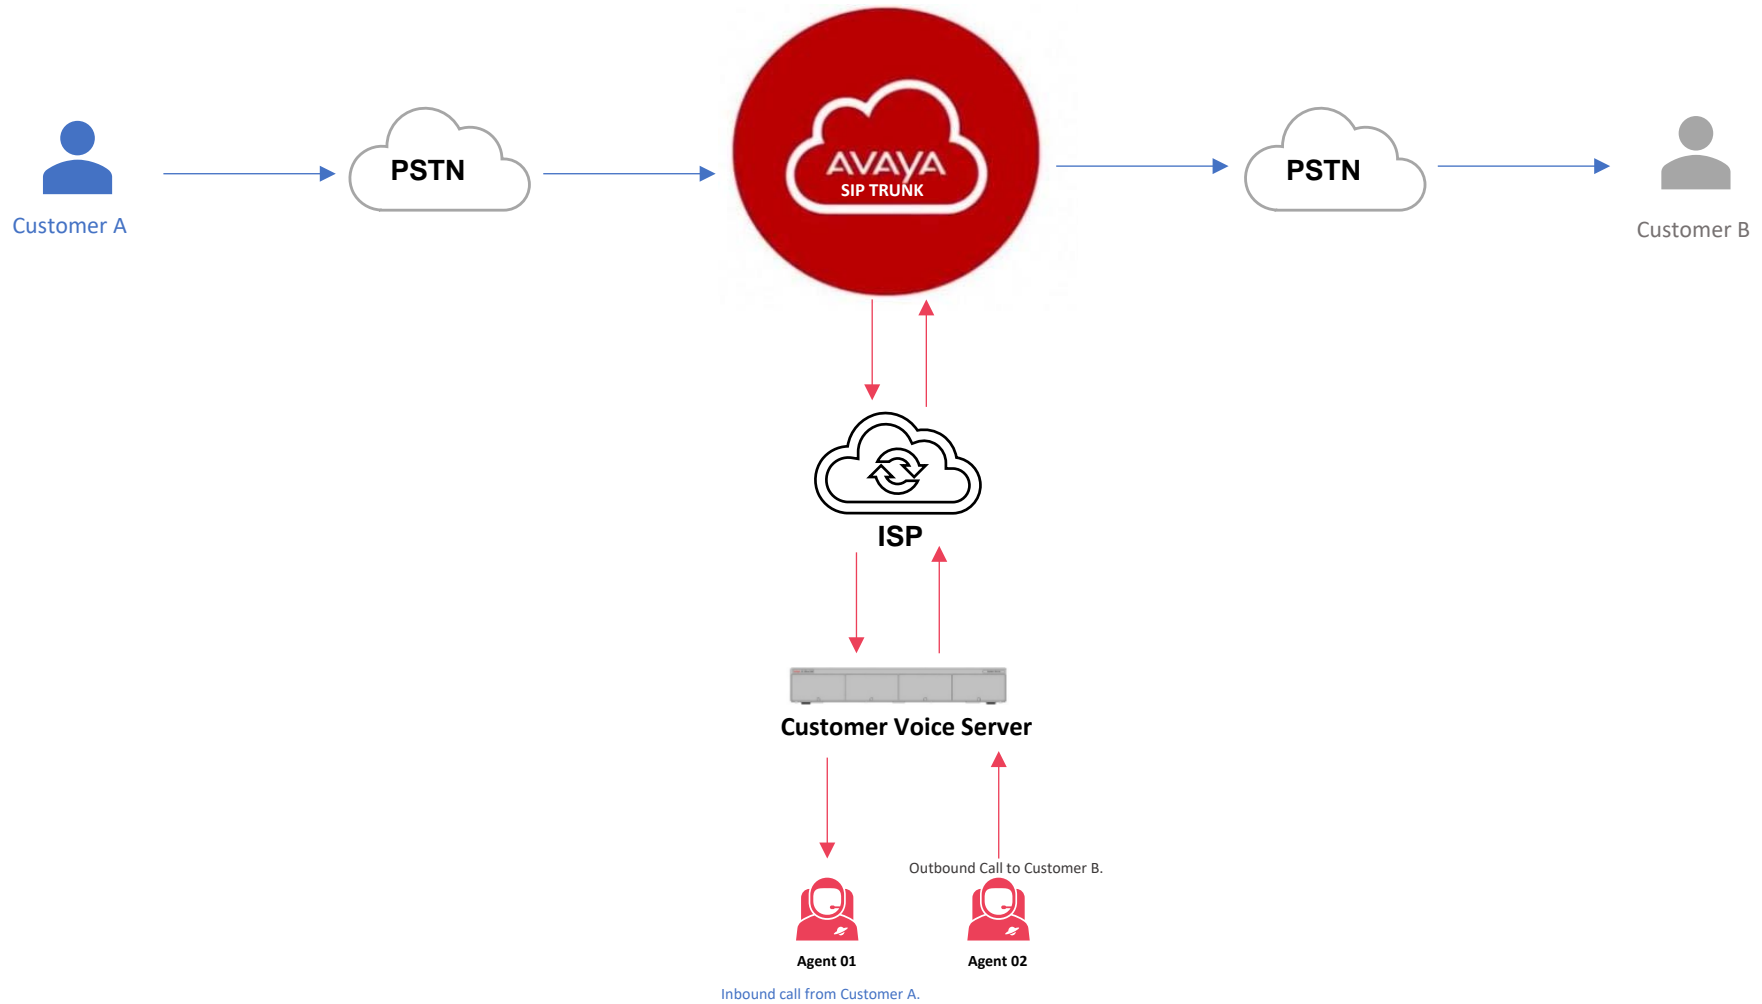 AVAYA
SIP TRUNK
PSTN
PSTN
Customer A
Customer B
ISP
Customer Voice Server
Outbound Call to Customer B.
Agent 01
Agent 02
Inbound call from Customer A.